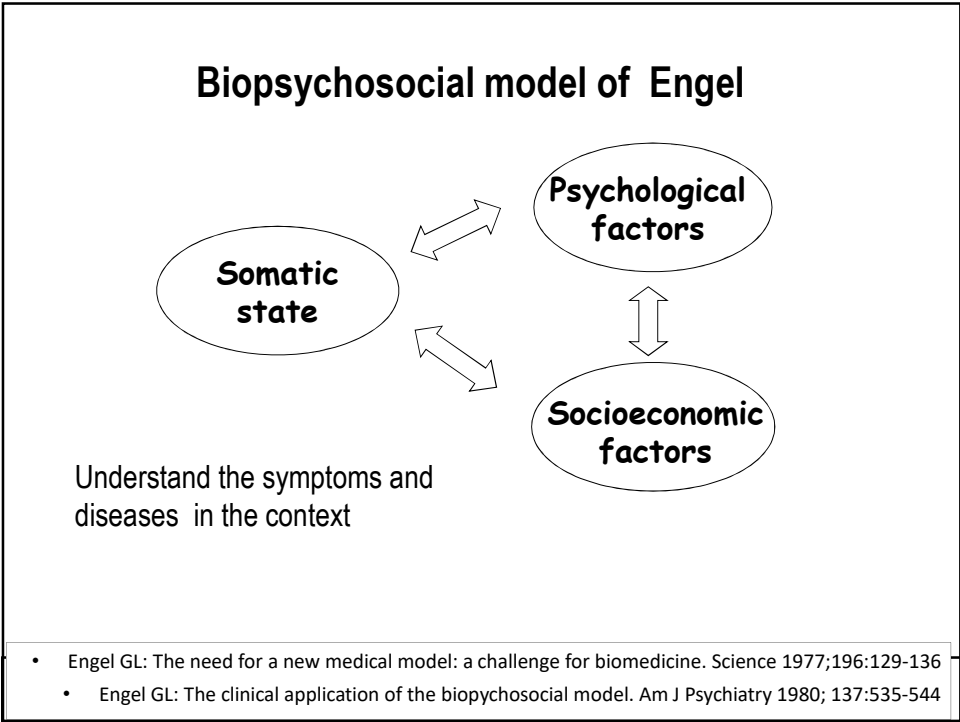 Biopsychosocial model of Engel
Psychological
factors
Somatic
state
Socioeconomic
factors
Understand the symptoms and
diseases in the context
• Engel GL: The need for a new medical model: a challenge for biomedicine. Science 1977;196:129-136
• Engel GL: The clinical application of the biopychosocial model. Am J Psychiatry 1980; 137:535-544